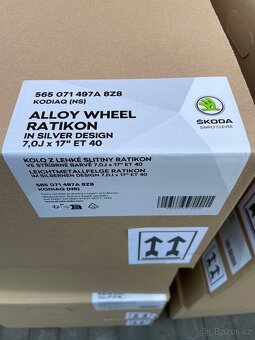 565 071 497A 8Z8
KODIAQ (NS)
ALLOY WHEEL
RATIKON
IN SILVER DESIGN
7,0J x 17" ET 40
ŠKODA
SIMPLY CLEVER
KOLO Z LEHKÉ SLITINY RATIKON
VE STŘÍBRNÉ BARVĚ 7,0J x 17" ET 40
LEICHTMETALLFELGE RATIKON
IM SILBERNEN DESIGN 7,0J x 17" ET 40
565 071 497A 8Z8
KODIAQ (NS)
Bazos.cz